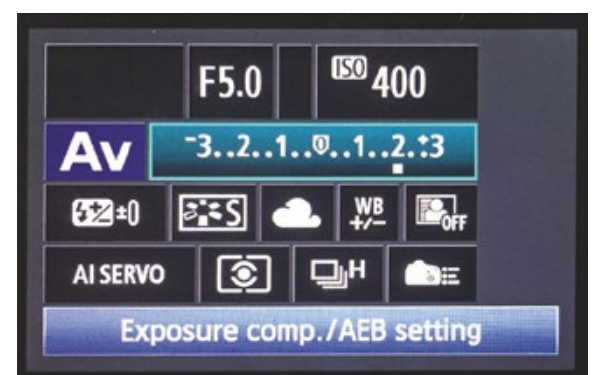 F5.0 ISO 400
Av -3..2..1..0..1..2.+3
±0 S WB +/- OFF
AI SERVO H
Exposure comp./AEB setting